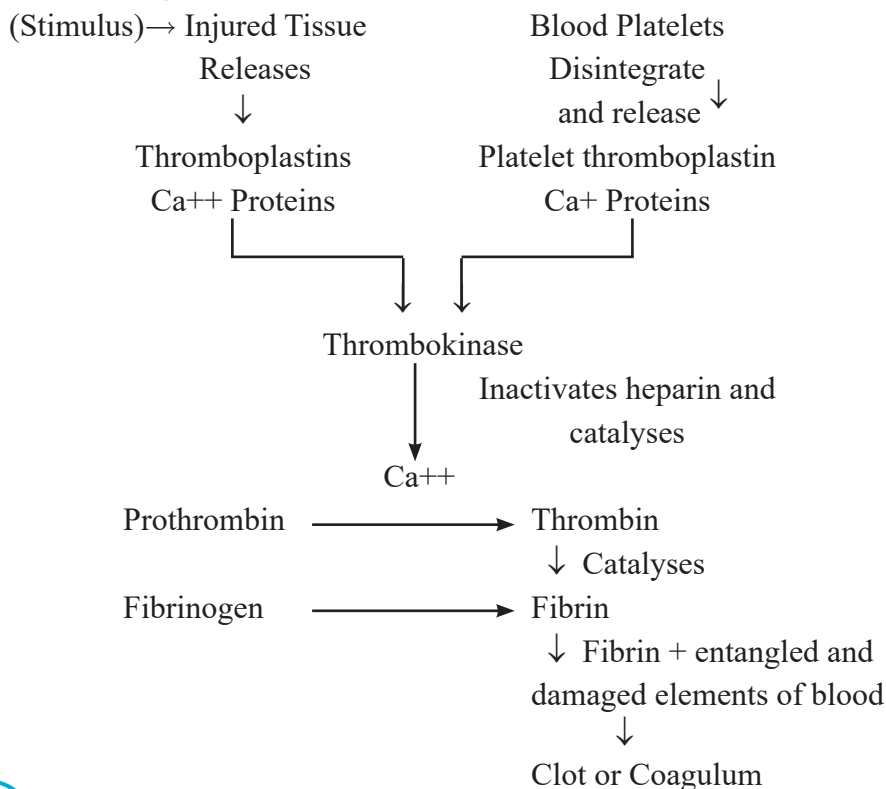 (Stimulus)→ Injured Tissue
Releases
↓
Thromboplastins
Ca++ Proteins
Blood Platelets
Disintegrate
and release ↓
Platelet thromboplastin
Ca+ Proteins
Thrombokinase
Inactivates heparin and
catalyses
Ca++
Prothrombin → Thrombin
↓ Catalyses
Fibrinogen → Fibrin
↓ Fibrin + entangled and
damaged elements of blood
↓
Clot or Coagulum